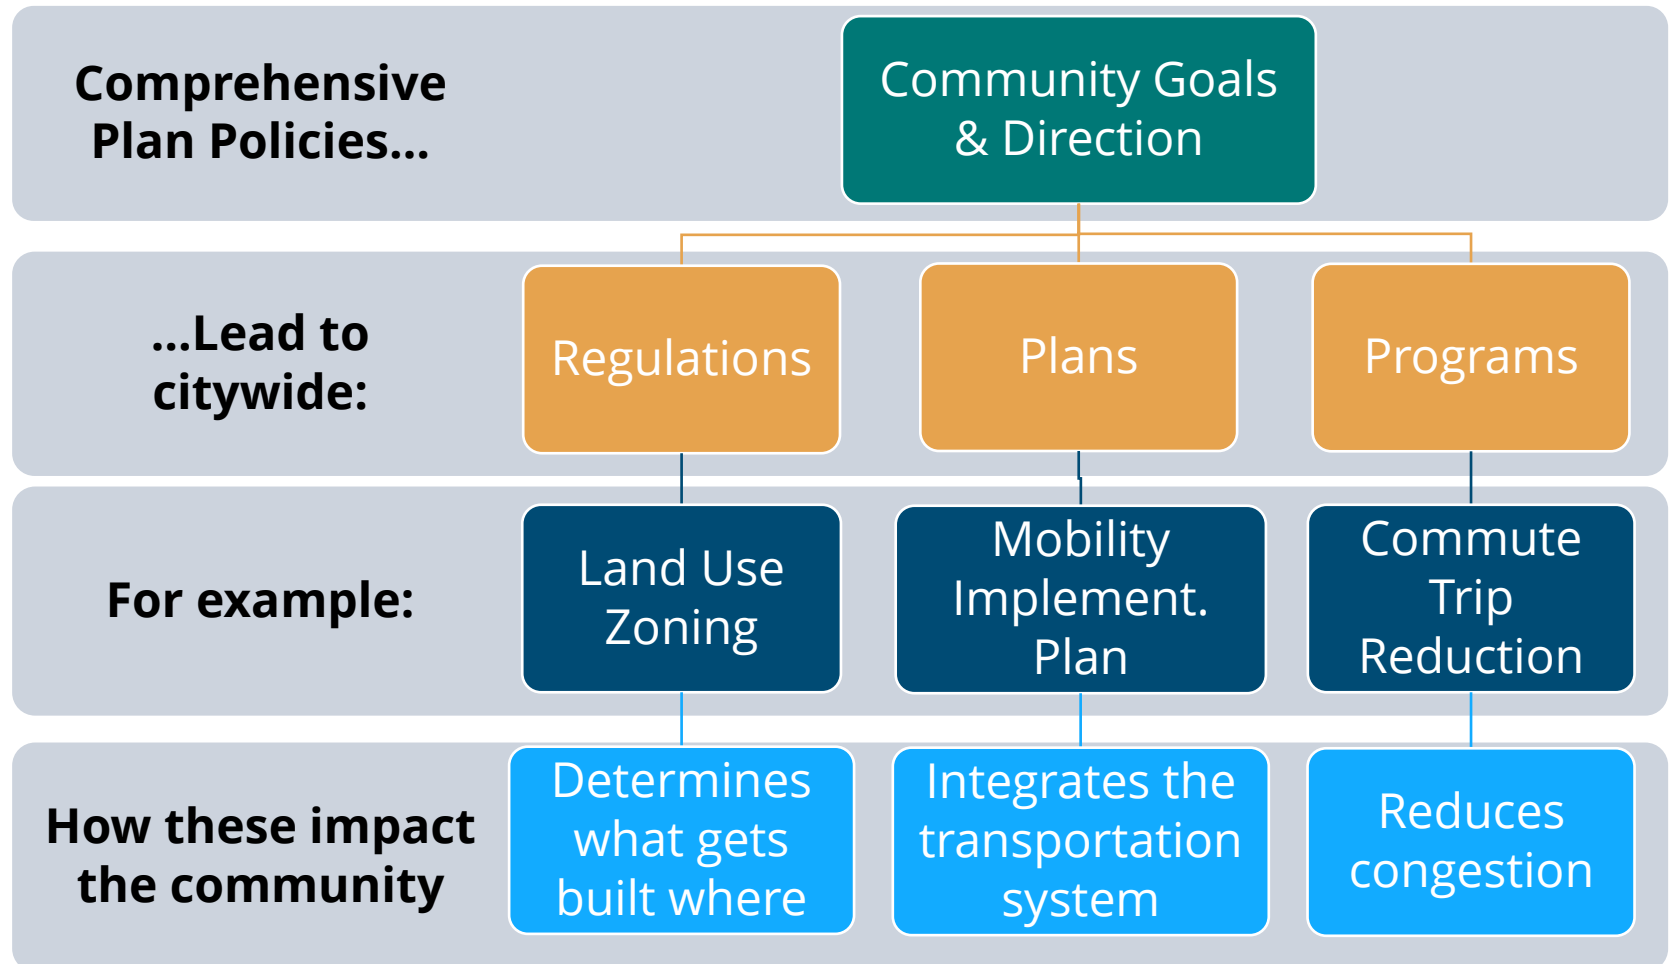 Comprehensive
Plan Policies...
Community Goals
& Direction
...Lead to
citywide:
Regulations
Plans
Programs
For example:
Land Use
Zoning
Mobility
Implement.
Plan
Commute
Trip
Reduction
How these impact
the community
Determines
what gets
built where
Integrates the
transportation
system
Reduces
congestion